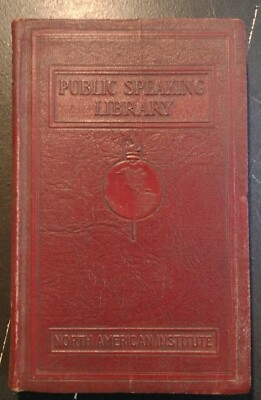 PUBLIC SPEAKING
LIBRARY
NORTH AMERICAN INSTITUTE